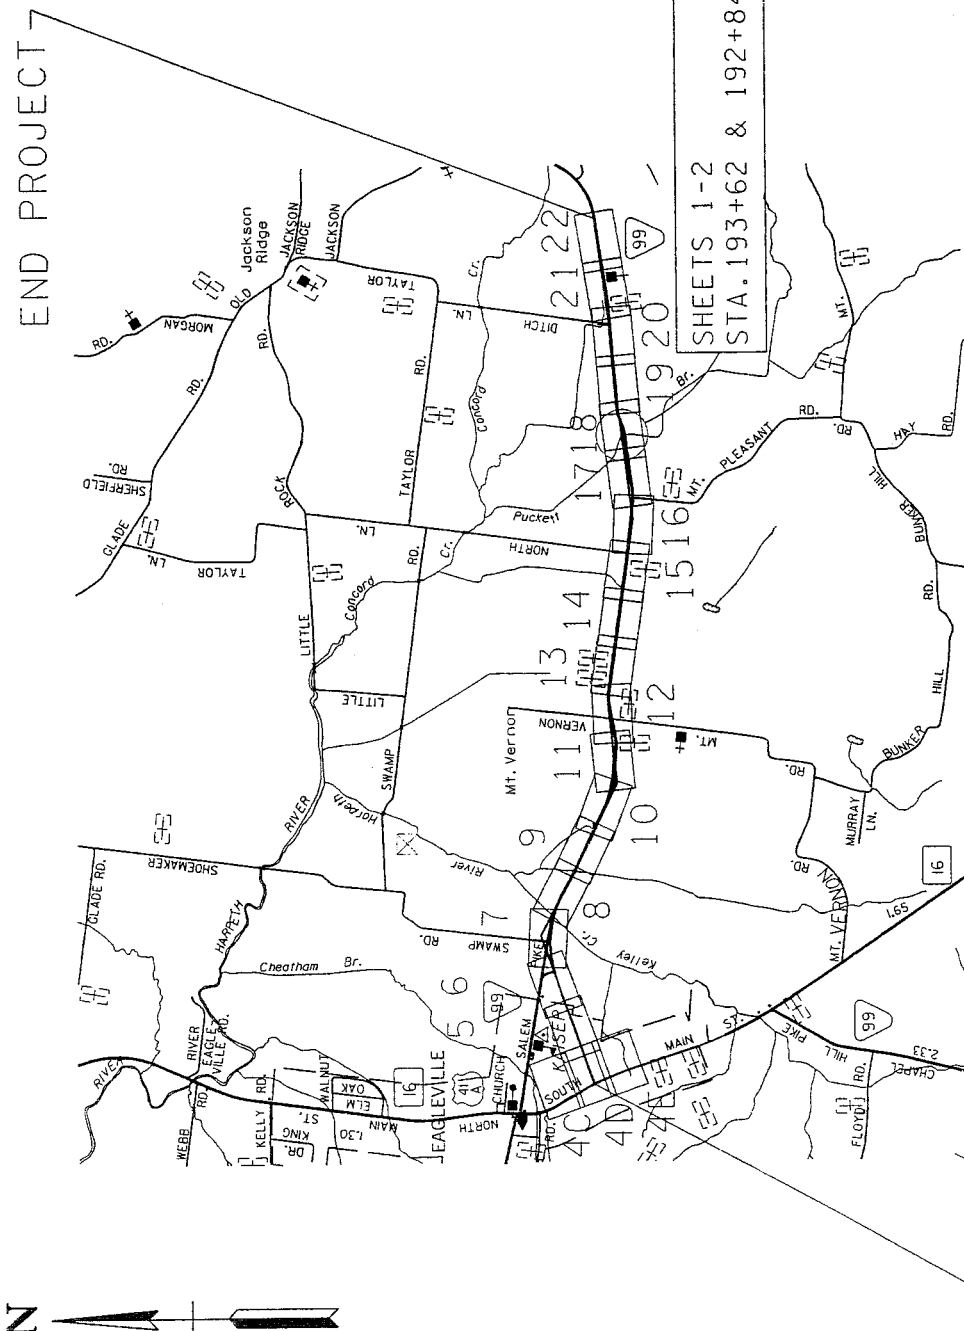 END PROJECT
SHEETS 1-2
STA.193+62 & 192+84
N
Jackson
Ridge
JACKSON
RIDGE
JACKSON
OLD
RD.
MORGAN
RD.
RD.
TAYLOR
LN.
DITCH
RD.
TAYLOR
Cr.
Concord
SHERFIELD
RD.
GLADE
LN.
TAYLOR
ROCK
LN.
NORTH
Puckett
Cr.
RD.
Concord
LITTLE
LITTLE
SWAMP
RIVER
Harpeth
River
SHOEMAKER
GLADE RD.
HARPETH
Cheatham Br.
RD.
SWAMP
PIKE
RIVER
RIVER
EAGLE-
VILLE RD.
RD.
WEBB
RD.
KELLY
WALNUT
OAK
ELM
ST.
KING
DR.
1.30
MAIN
NORTH
16
411
A
EAGLEVILLE
CHURCH
SALEM
99
KISER
SOUTH
RD.
MAIN
ST.
Kelley
Cr.
4C
4D
4E
5
6
7
8
9
10
11
12
13
14
15
16
17
18
19
20
21
22
99
Br.
Mt. Vernon
VERNON
MT.
RD.
MT.
PLEASANT
RD.
RD.
MT.
HAY
RD.
HILL
BUNKER
RD.
HILL
BUNKER
MURRAY
LN.
RD.
MT. VERNON
5.91
16
PIKE
HILL
CHAPEL
2.33
99
FLOYD
RD.